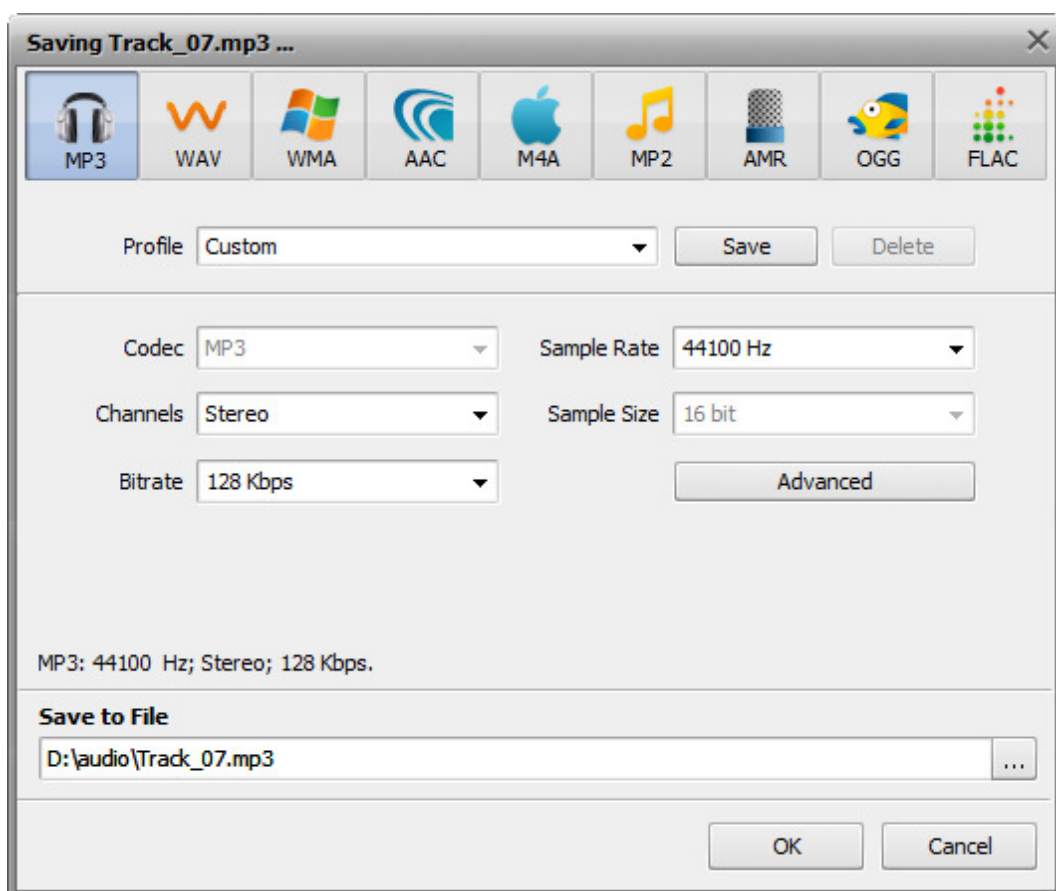 Saving Track_07.mp3 ...
MP3 WAV WMA AAC M4A MP2 AMR OGG FLAC
Profile Custom Save Delete
Codec MP3 Sample Rate 44100 Hz
Channels Stereo Sample Size 16 bit
Bitrate 128 Kbps Advanced
MP3: 44100 Hz; Stereo; 128 Kbps.
Save to File
D:\audio\Track_07.mp3 ...
OK Cancel